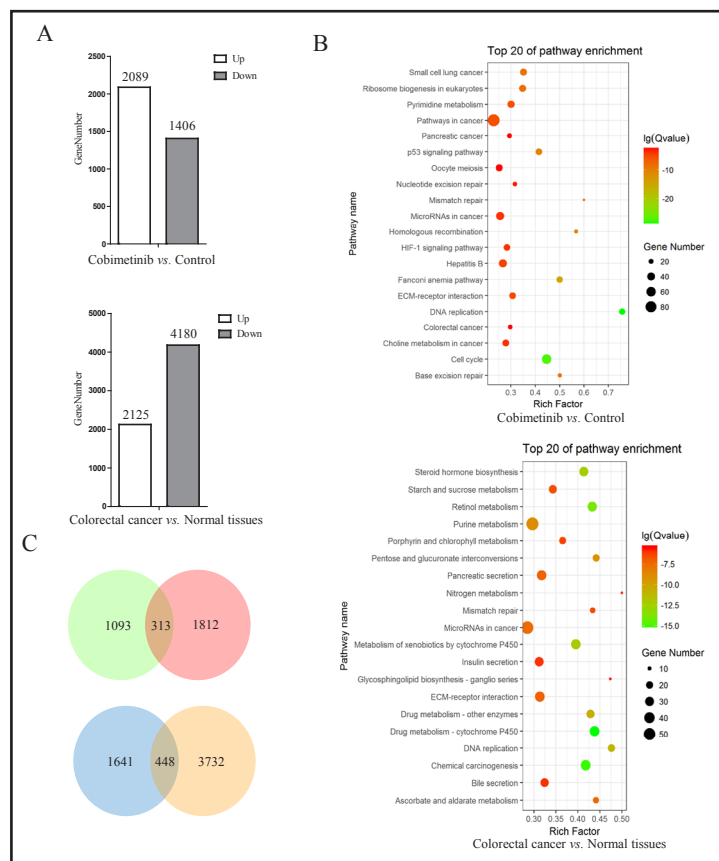 A
Up
Down
2089
1406
2500
2000
1500
1000
500
0
GeneNumber
Cobimetinib vs. Control
Up
Down
4180
2125
5000
4000
3000
2000
1000
0
GeneNumber
Colorectal cancer vs. Normal tissues
B
Top 20 of pathway enrichment
Small cell lung cancer
Ribosome biogenesis in eukaryotes
Pyrimidine metabolism
Pathways in cancer
Pancreatic cancer
p53 signaling pathway
Oocyte meiosis
Nucleotide excision repair
Mismatch repair
MicroRNAs in cancer
Homologous recombination
HIF-1 signaling pathway
Hepatitis B
Fanconi anemia pathway
ECM-receptor interaction
DNA replication
Colorectal cancer
Choline metabolism in cancer
Cell cycle
Base excision repair
Pathway name
0.3 0.4 0.5 0.6 0.7
Rich Factor
lg(Qvalue)
-10
-20
Gene Number
20
40
60
80
Cobimetinib vs. Control
Top 20 of pathway enrichment
Steroid hormone biosynthesis
Starch and sucrose metabolism
Retinol metabolism
Purine metabolism
Porphyrin and chlorophyll metabolism
Pentose and glucuronate interconversions
Pancreatic secretion
Nitrogen metabolism
Mismatch repair
MicroRNAs in cancer
Metabolism of xenobiotics by cytochrome P450
Insulin secretion
Glycosphingolipid biosynthesis - ganglio series
ECM-receptor interaction
Drug metabolism - other enzymes
Drug metabolism - cytochrome P450
DNA replication
Chemical carcinogenesis
Bile secretion
Ascorbate and aldarate metabolism
Pathway name
0.30 0.35 0.40 0.45 0.50
Rich Factor
lg(Qvalue)
-7.5
-10.0
-12.5
-15.0
Gene Number
10
20
30
40
50
Colorectal cancer vs. Normal tissues
C
1093 313 1812
1641 448 3732